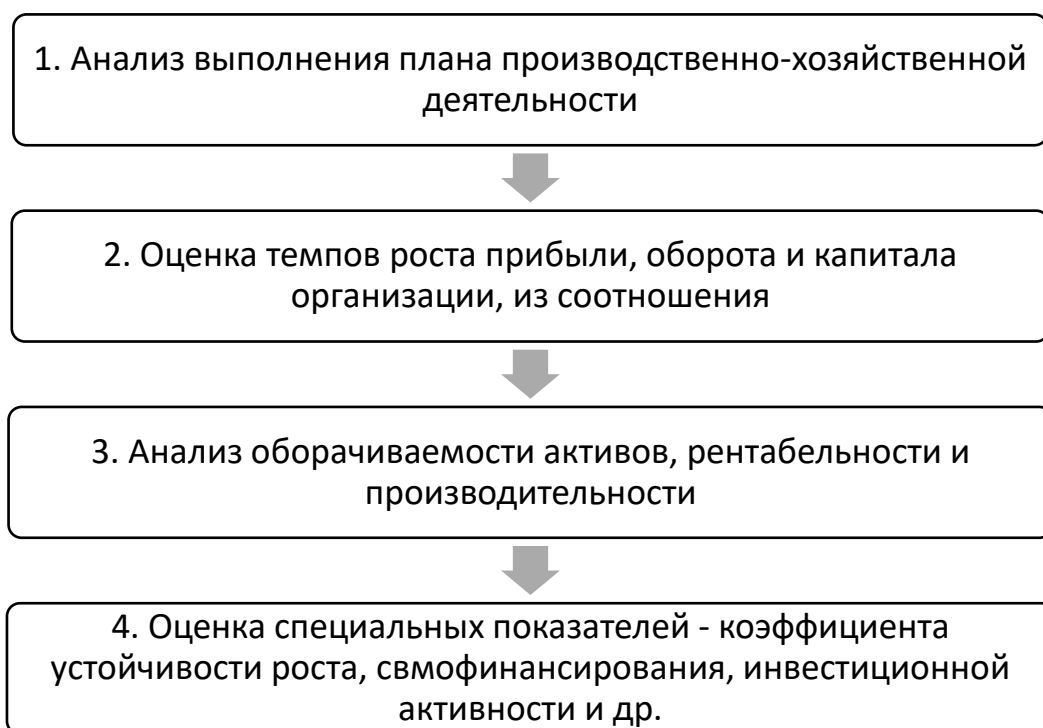 1. Анализ выполнения плана производственно-хозяйственной
деятельности
2. Оценка темпов роста прибыли, оборота и капитала
организации, из соотношения
3. Анализ оборачиваемости активов, рентабельности и
производительности
4. Оценка специальных показателей - коэффициента
устойчивости роста, свмофинансирования, инвестиционной
активности и др.